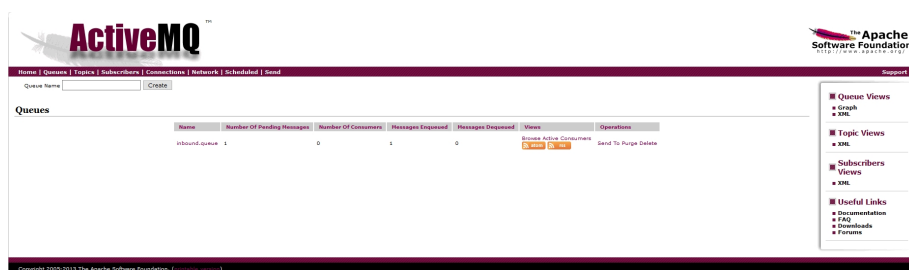 ActiveMQ™
The Apache
Software Foundation
http://www.apache.org/
Home | Queues | Topics | Subscribers | Connections | Network | Scheduled | Send
Support
Queue Name
Create
Queues
Name Number Of Pending Messages Number Of Consumers Messages Enqueued Messages Dequeued Views Operations
inbound.queue 1 0 1 0 Browse Active Consumers Send To Purge Delete
Queue Views
Graph
XML
Topic Views
XML
Subscribers
Views
XML
Useful Links
Documentation
FAQ
Downloads
Forums
Copyright 2005-2013 The Apache Software Foundation.